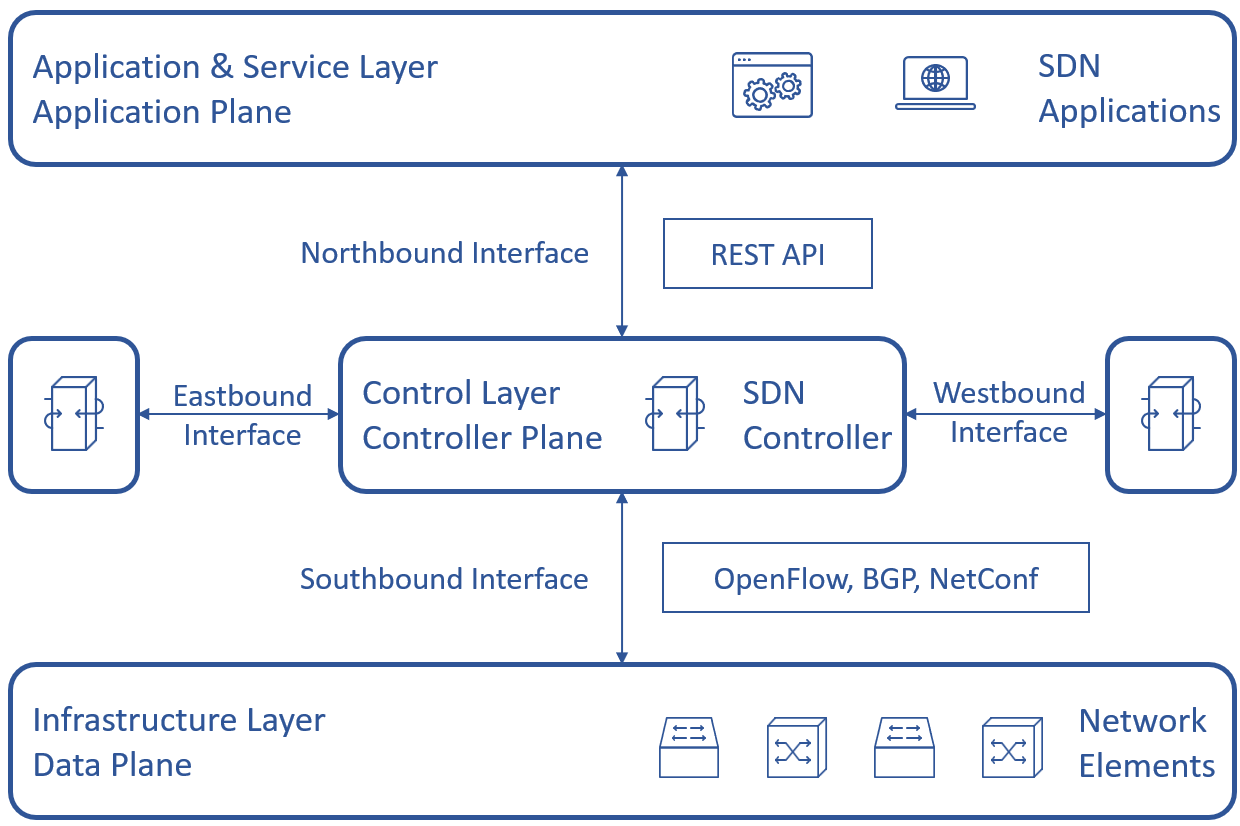 Application & Service Layer
Application Plane
SDN
Applications
Northbound Interface
REST API
Eastbound
Interface
Control Layer
Controller Plane
SDN
Controller
Westbound
Interface
Southbound Interface
OpenFlow, BGP, NetConf
Infrastructure Layer
Data Plane
Network
Elements